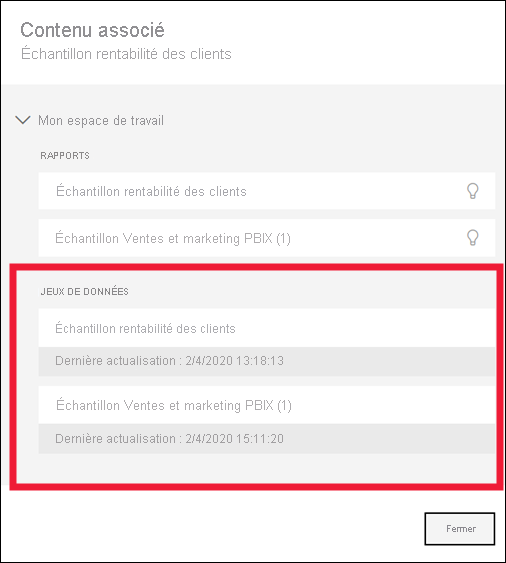 Contenu associé
Échantillon rentabilité des clients
Mon espace de travail
RAPPORTS
Échantillon rentabilité des clients
Échantillon Ventes et marketing PBIX (1)
JEUX DE DONNÉES
Échantillon rentabilité des clients
Dernière actualisation : 2/4/2020 13:18:13
Échantillon Ventes et marketing PBIX (1)
Dernière actualisation : 2/4/2020 15:11:20
Fermer